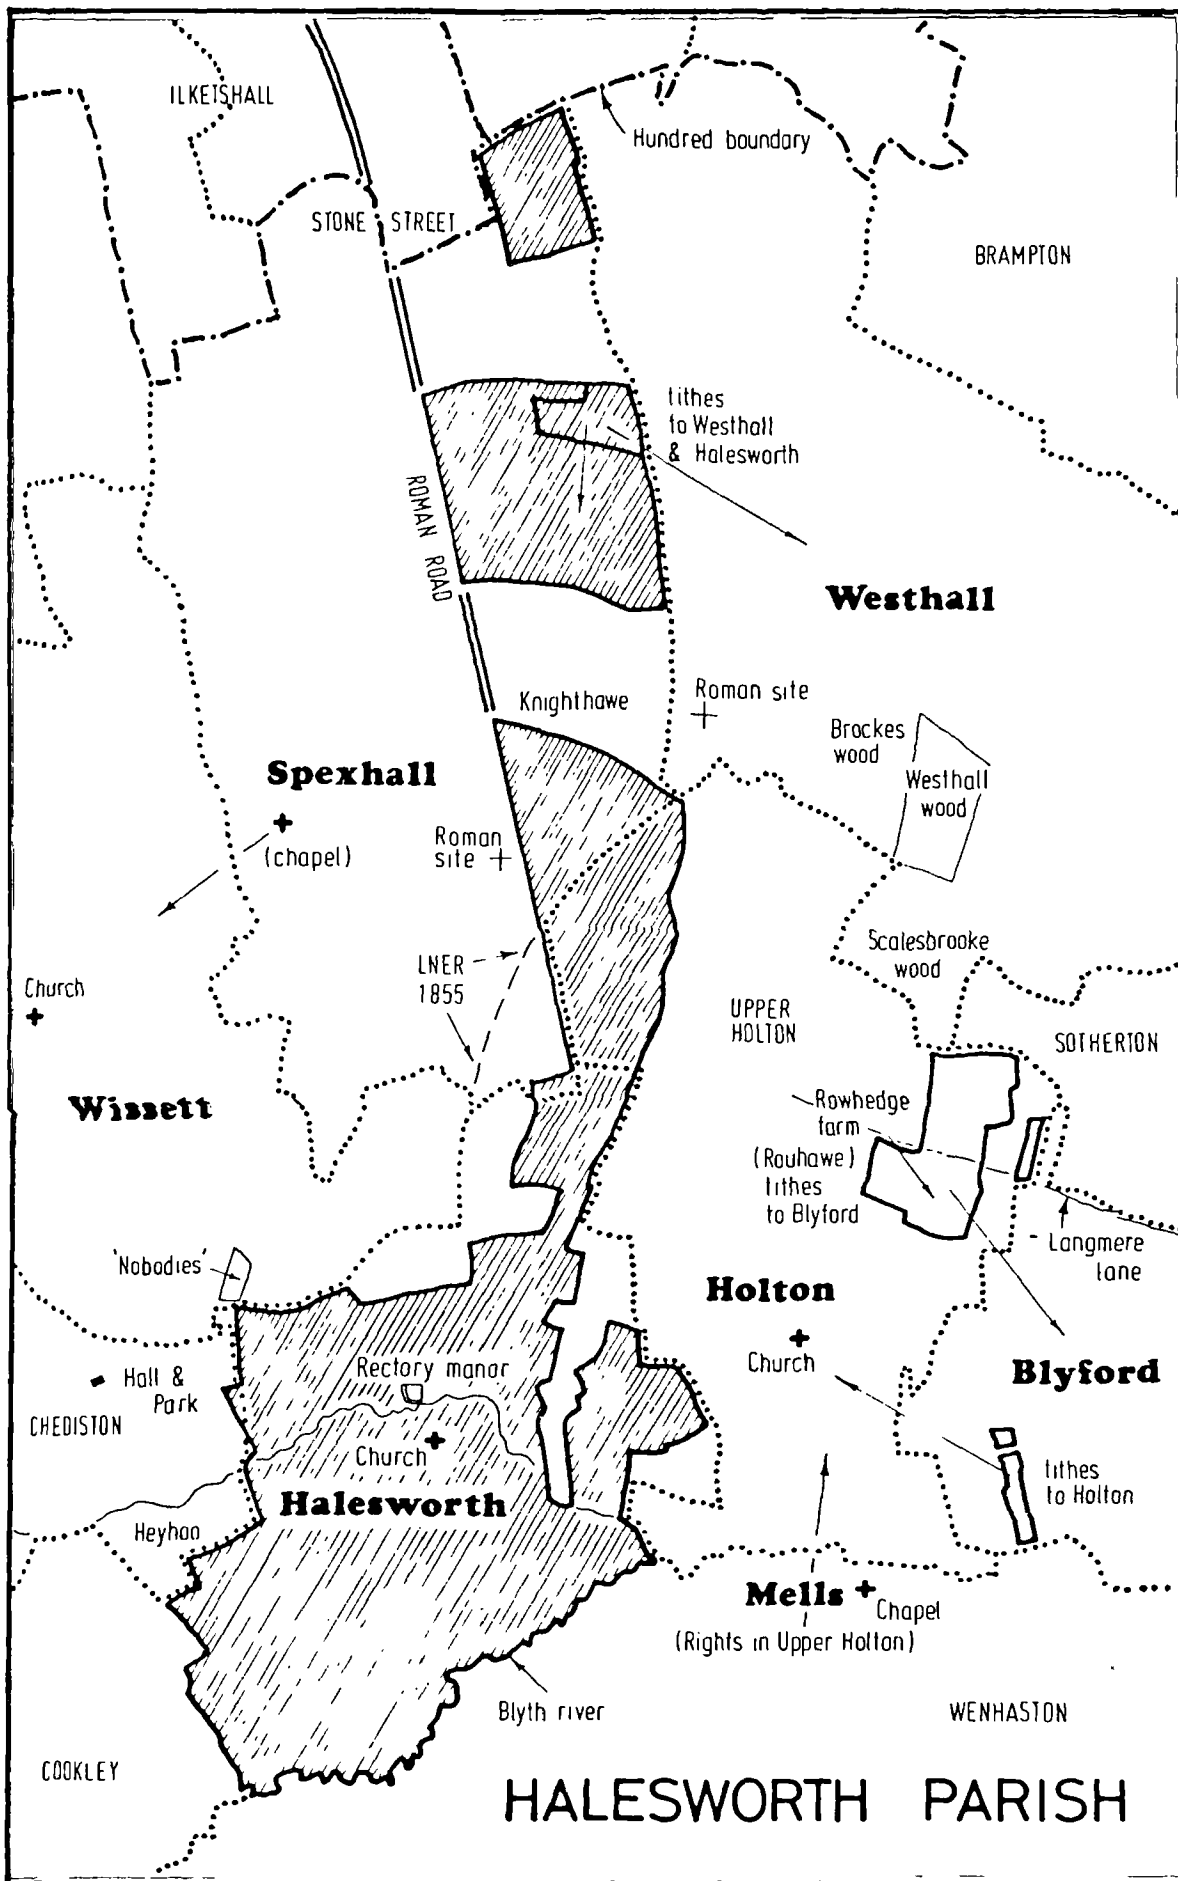 ILKETSHALL
Hundred boundary
STONE STREET
BRAMPTON
tithes
to Westhall
& Halesworth
ROMAN ROAD
Westhall
Knighthawe
Roman site
Brockes
wood
Westhall
wood
Spexhall
(chapel)
Roman
site
Scalesbrooke
wood
LNER
1855
Church
UPPER
HOLTON
SOTHERTON
Wissett
Rowhedge
farm
(Rouhawe)
tithes
to Blyford
Langmere
lane
'Nobodies'
Holton
Church
Blyford
Hall &
Park
Rectory manor
CHEDISTON
Church
Halesworth
tithes
to Holton
Heyhoo
Mells
Chapel
(Rights in Upper Holton)
Blyth river
WENHASTON
COOKLEY
HALESWORTH PARISH